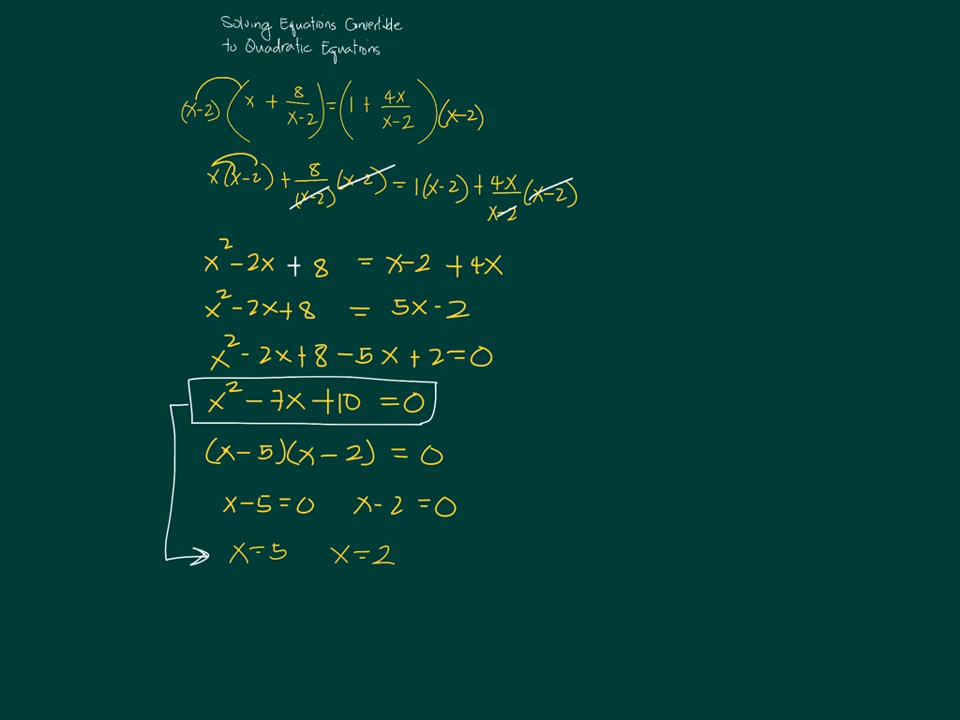 Solving Equations Convertible
to Quadratic Equations
(x-2)(x + 8/(x-2)) = (1 + 4x/(x-2))(x-2)
x(x-2) + 8/(x-2) (x-2) = 1(x-2) + 4x/(x-2) (x-2)
x² - 2x + 8 = x-2 + 4x
x² - 2x + 8 = 5x - 2
x² - 2x + 8 - 5x + 2 = 0
x² - 7x + 10 = 0
(x-5)(x-2) = 0
x-5=0 x-2=0
x=5 x=2